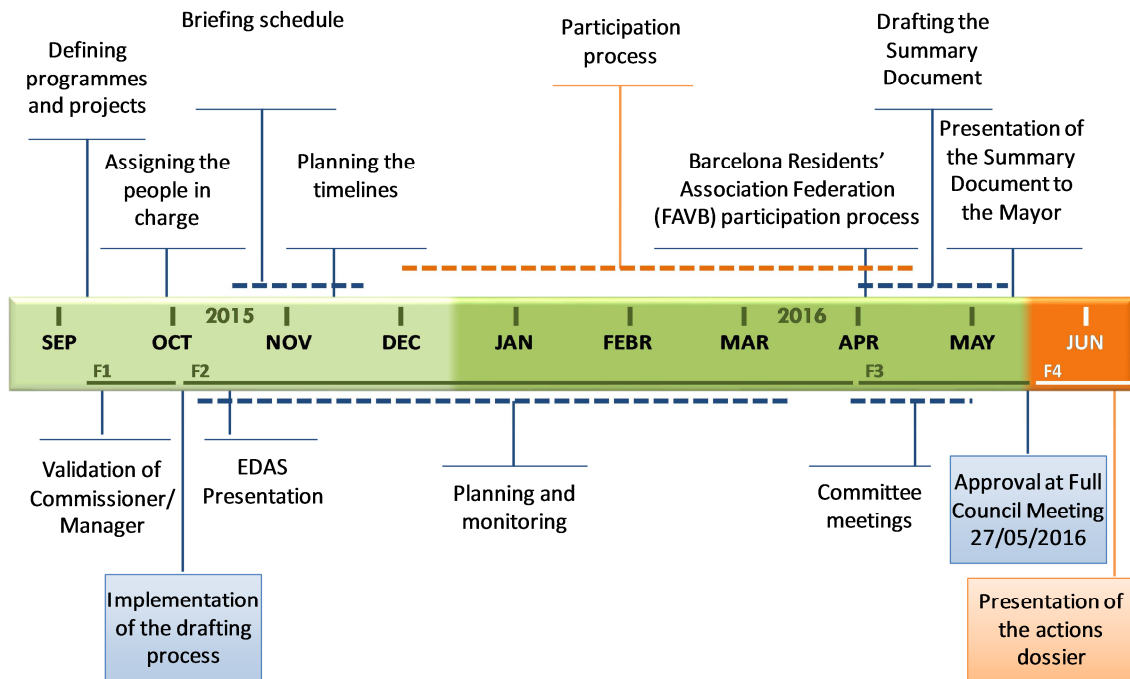 Briefing schedule
Defining
programmes
and projects
Participation
process
Drafting the
Summary
Document
Assigning the
people in
charge
Planning the
timelines
Barcelona Residents’
Association Federation
(FAVB) participation process
Presentation of
the Summary
Document to
the Mayor
2015
2016
SEP
OCT
NOV
DEC
JAN
FEBR
MAR
APR
MAY
JUN
F1
F2
F3
F4
Validation of
Commissioner/
Manager
EDAS
Presentation
Planning and
monitoring
Committee
meetings
Approval at Full
Council Meeting
27/05/2016
Implementation
of the drafting
process
Presentation of
the actions
dossier